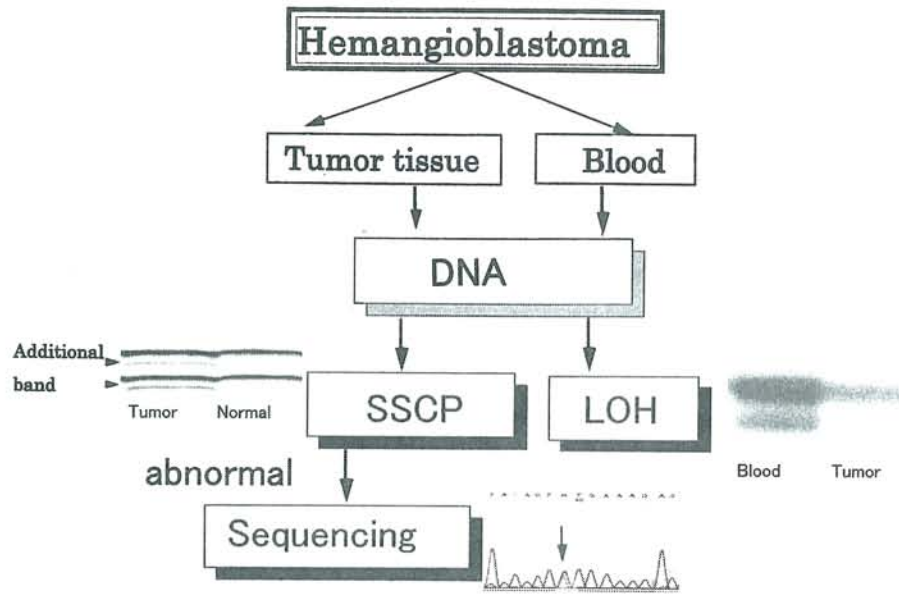 Hemangioblastoma
Tumor tissue
Blood
DNA
Additional
band
Tumor Normal
SSCP
LOH
Blood Tumor
abnormal
Sequencing